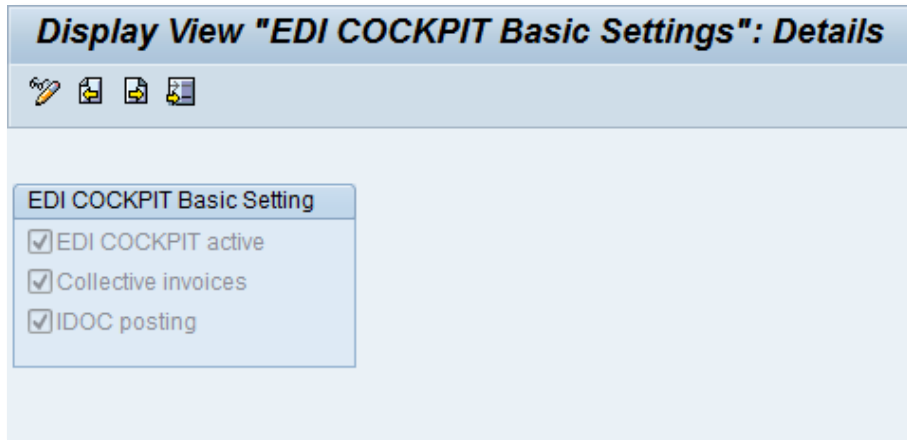 Display View "EDI COCKPIT Basic Settings": Details
EDI COCKPIT Basic Setting
EDI COCKPIT active
Collective invoices
IDOC posting